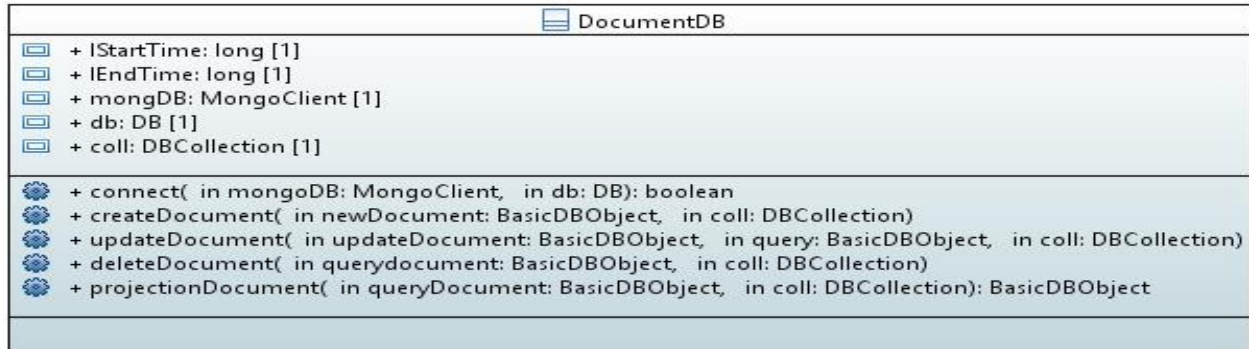 DocumentDB
+ lStartTime: long [1]
+ lEndTime: long [1]
+ mongDB: MongoClient [1]
+ db: DB [1]
+ coll: DBCollection [1]
+ connect( in mongoDB: MongoClient, in db: DB): boolean
+ createDocument( in newDocument: BasicDBObject, in coll: DBCollection)
+ updateDocument( in updateDocument: BasicDBObject, in query: BasicDBObject, in coll: DBCollection)
+ deleteDocument( in querydocument: BasicDBObject, in coll: DBCollection)
+ projectionDocument( in queryDocument: BasicDBObject, in coll: DBCollection): BasicDBObject